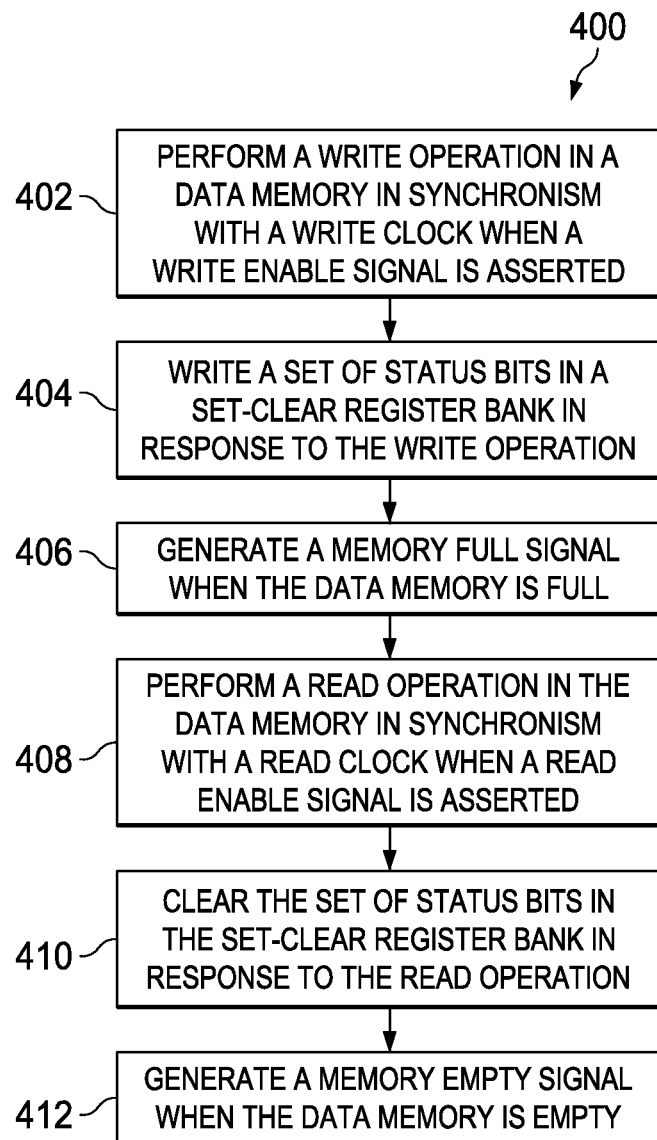 400
402
PERFORM A WRITE OPERATION IN A
DATA MEMORY IN SYNCHRONISM
WITH A WRITE CLOCK WHEN A
WRITE ENABLE SIGNAL IS ASSERTED
404
WRITE A SET OF STATUS BITS IN A
SET-CLEAR REGISTER BANK IN
RESPONSE TO THE WRITE OPERATION
406
GENERATE A MEMORY FULL SIGNAL
WHEN THE DATA MEMORY IS FULL
408
PERFORM A READ OPERATION IN THE
DATA MEMORY IN SYNCHRONISM
WITH A READ CLOCK WHEN A READ
ENABLE SIGNAL IS ASSERTED
410
CLEAR THE SET OF STATUS BITS IN
THE SET-CLEAR REGISTER BANK IN
RESPONSE TO THE READ OPERATION
412
GENERATE A MEMORY EMPTY SIGNAL
WHEN THE DATA MEMORY IS EMPTY